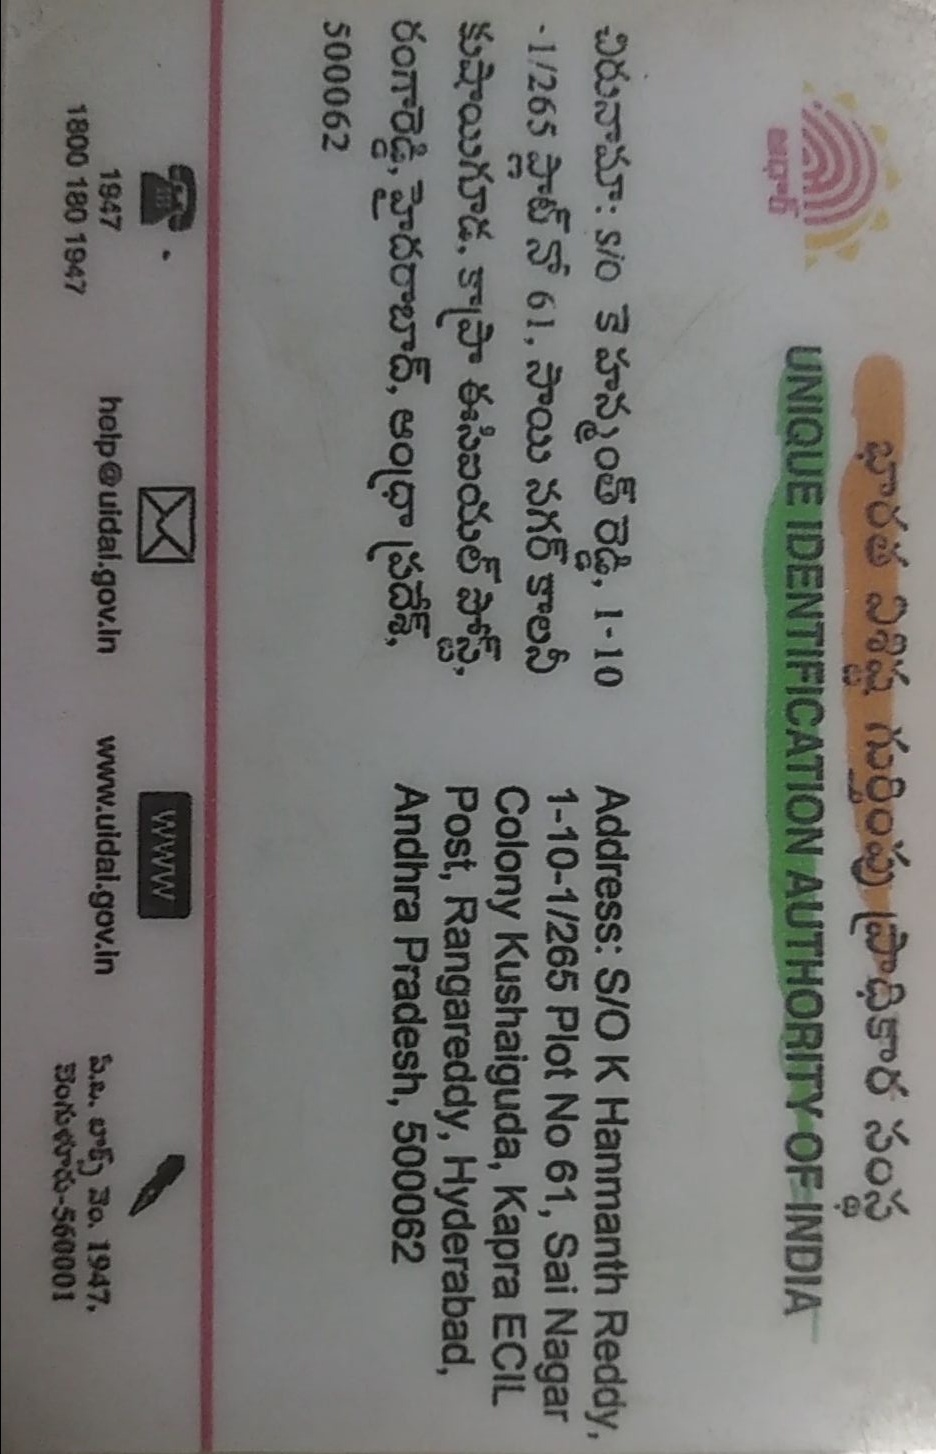 భారత విశిష్ట గుర్తింపు ప్రాధికార సంస్థ
UNIQUE IDENTIFICATION AUTHORITY OF INDIA
ఆధార్
చిరునామా: S/O కె హన్మంత్ రెడ్డి, 1-10
-1/265 ప్లాట్ నో 61, సాయి నగర్ కాలనీ
కుషాయిగూడ, కాప్రా ఈసిఐయల్ పోస్ట్,
రంగారెడ్డి, హైదరాబాద్, ఆంధ్రా ప్రదేశ్,
500062
Address: S/O K Hanmanth Reddy,
1-10-1/265 Plot No 61, Sai Nagar
Colony Kushaiguda, Kapra ECIL
Post, Rangareddy, Hyderabad,
Andhra Pradesh, 500062
1947
1800 180 1947
help@uidai.gov.in
WWW
www.uidai.gov.in
పి.బి. బాక్స్ నెం. 1947,
బెంగుళూరు-560001